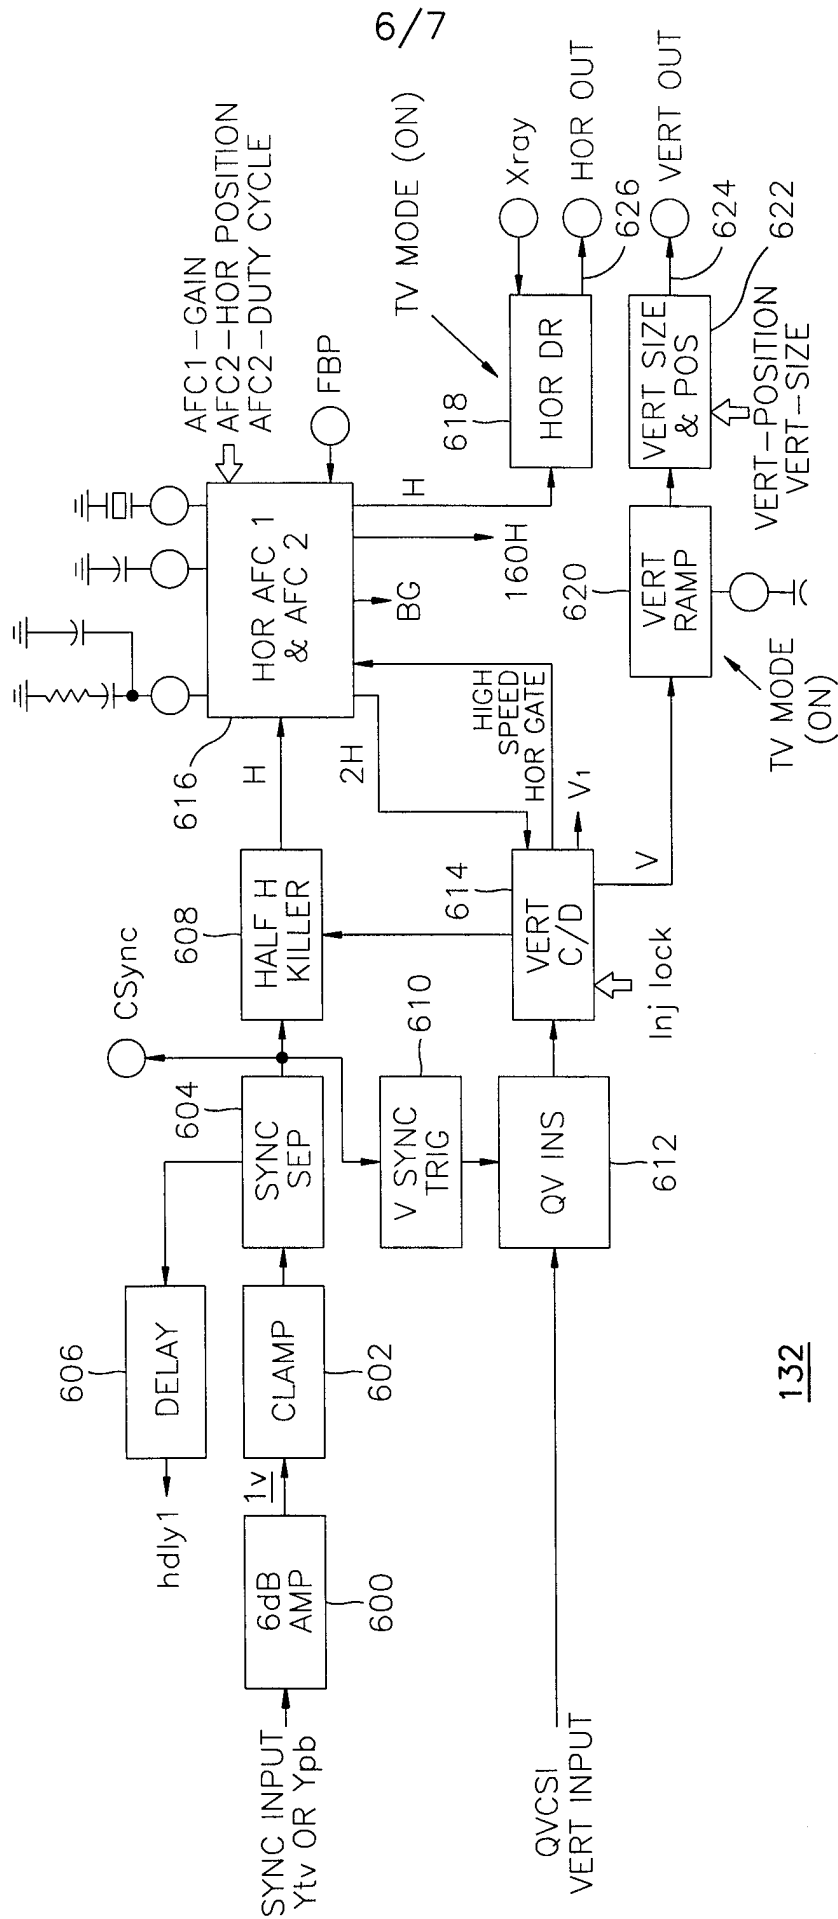 6/7
SYNC INPUT
Ytv OR Ypb
6dB
AMP
600
1v
CLAMP
602
hdly1
DELAY
606
SYNC
SEP
604
CSync
HALF H
KILLER
608
H
616
HOR AFC 1
& AFC 2
AFC1-GAIN
AFC2-HOR POSITION
AFC2-DUTY CYCLE
FBP
2H
BG
160H
H
HIGH
SPEED
HOR GATE
V SYNC
TRIG
610
QVCSI
VERT INPUT
QV INS
612
VERT
C/D
614
Inj lock
V1
V
VERT
RAMP
620
TV MODE
(ON)
TV MODE (ON)
HOR DR
618
Xray
HOR OUT
626
VERT SIZE
& POS
VERT OUT
624
622
VERT-POSITION
VERT-SIZE
132